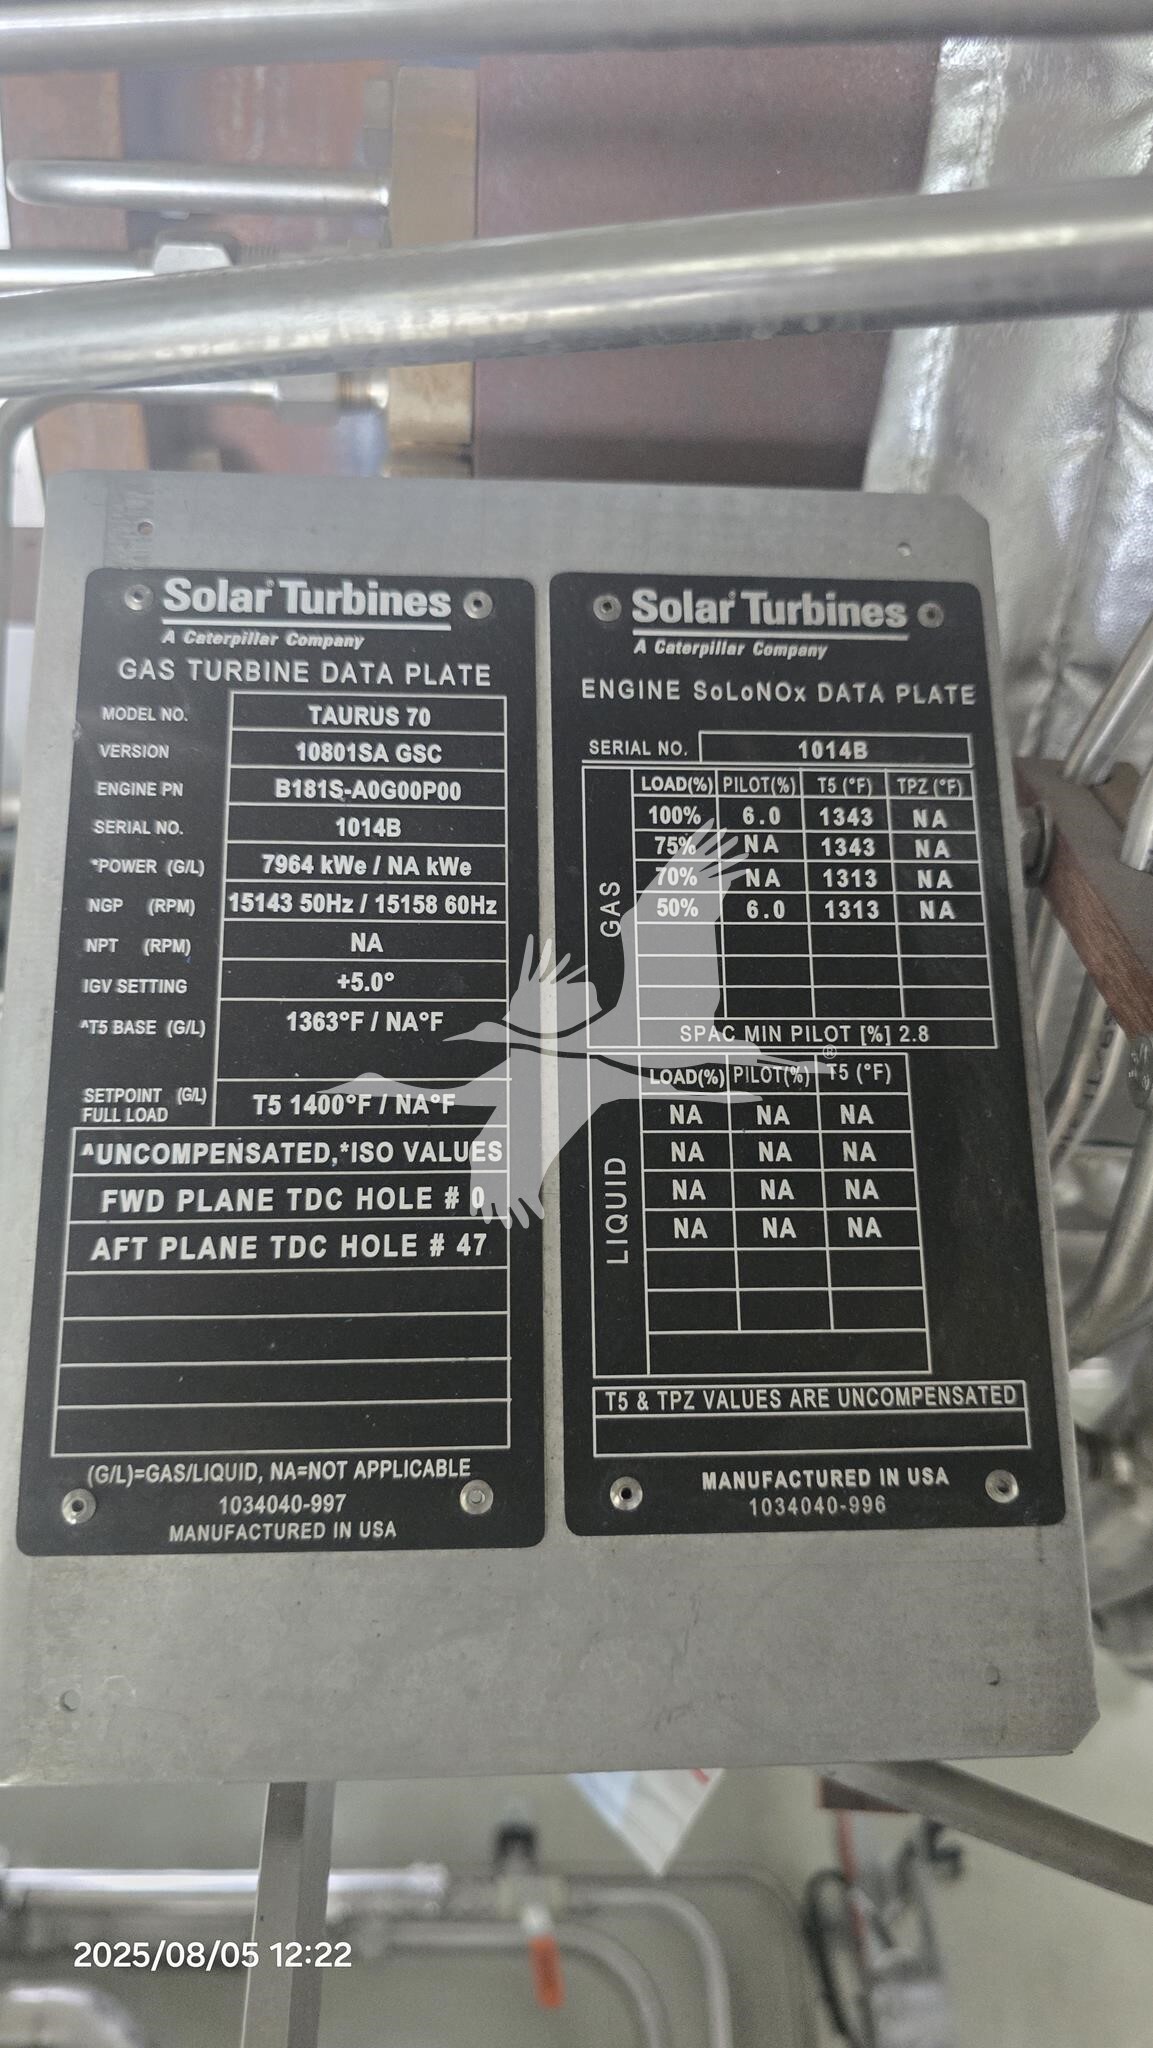 Solar Turbines
A Caterpillar Company
GAS TURBINE DATA PLATE
MODEL NO. TAURUS 70
VERSION 10801SA GSC
ENGINE PN B181S-A0G00P00
SERIAL NO. 1014B
*POWER (G/L) 7964 kWe / NA kWe
NGP (RPM) 15143 50Hz / 15158 60Hz
NPT (RPM) NA
IGV SETTING +5.0°
^T5 BASE (G/L) 1363°F / NA°F
SETPOINT (G/L)
FULL LOAD T5 1400°F / NA°F
^UNCOMPENSATED,*ISO VALUES
FWD PLANE TDC HOLE # 0
AFT PLANE TDC HOLE # 47
(G/L)=GAS/LIQUID, NA=NOT APPLICABLE
1034040-997
MANUFACTURED IN USA
Solar Turbines
A Caterpillar Company
ENGINE SoLoNOx DATA PLATE
SERIAL NO. 1014B
GAS
LOAD(%) PILOT(%) T5 (°F) TPZ (°F)
100% 6.0 1343 NA
75% NA 1343 NA
70% NA 1313 NA
50% 6.0 1313 NA
SPAC MIN PILOT [%] 2.8
LIQUID
LOAD(%) PILOT(%) T5 (°F)
NA NA NA
NA NA NA
NA NA NA
NA NA NA
T5 & TPZ VALUES ARE UNCOMPENSATED
MANUFACTURED IN USA
1034040-996
®
2025/08/05 12:22